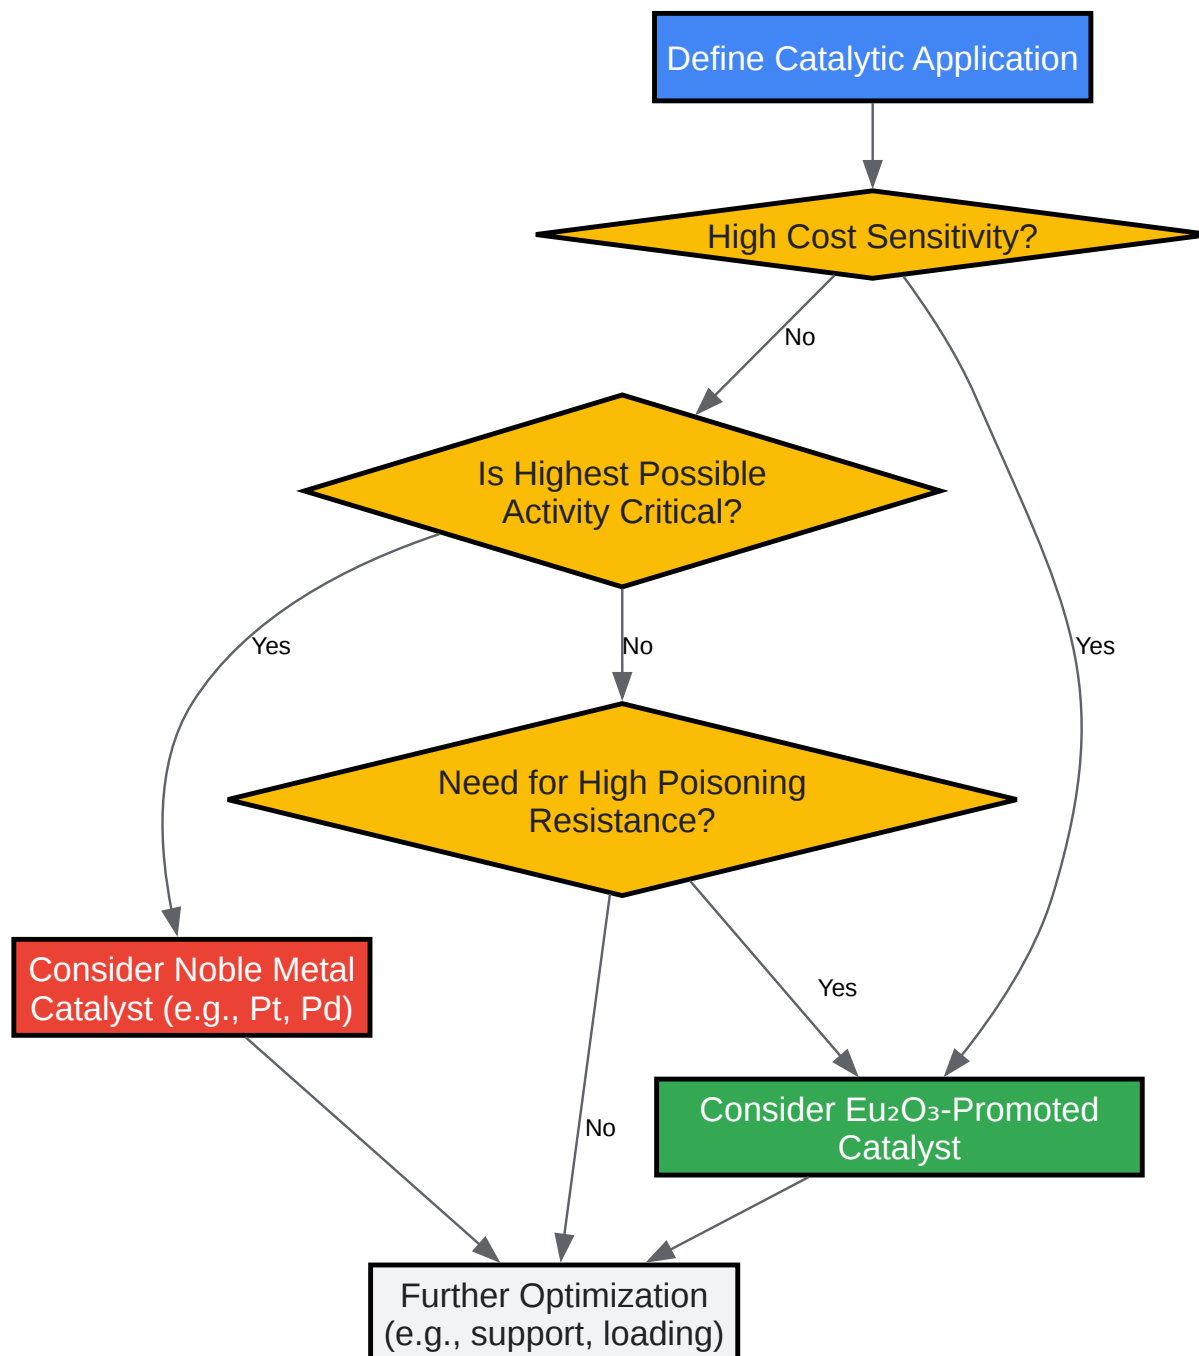 Define Catalytic Application
High Cost Sensitivity?
No
Is Highest Possible
Activity Critical?
Yes
No
Yes
Need for High Poisoning
Resistance?
Consider Noble Metal
Catalyst (e.g., Pt, Pd)
Yes
Consider Eu₂O₃-Promoted
Catalyst
No
Further Optimization
(e.g., support, loading)